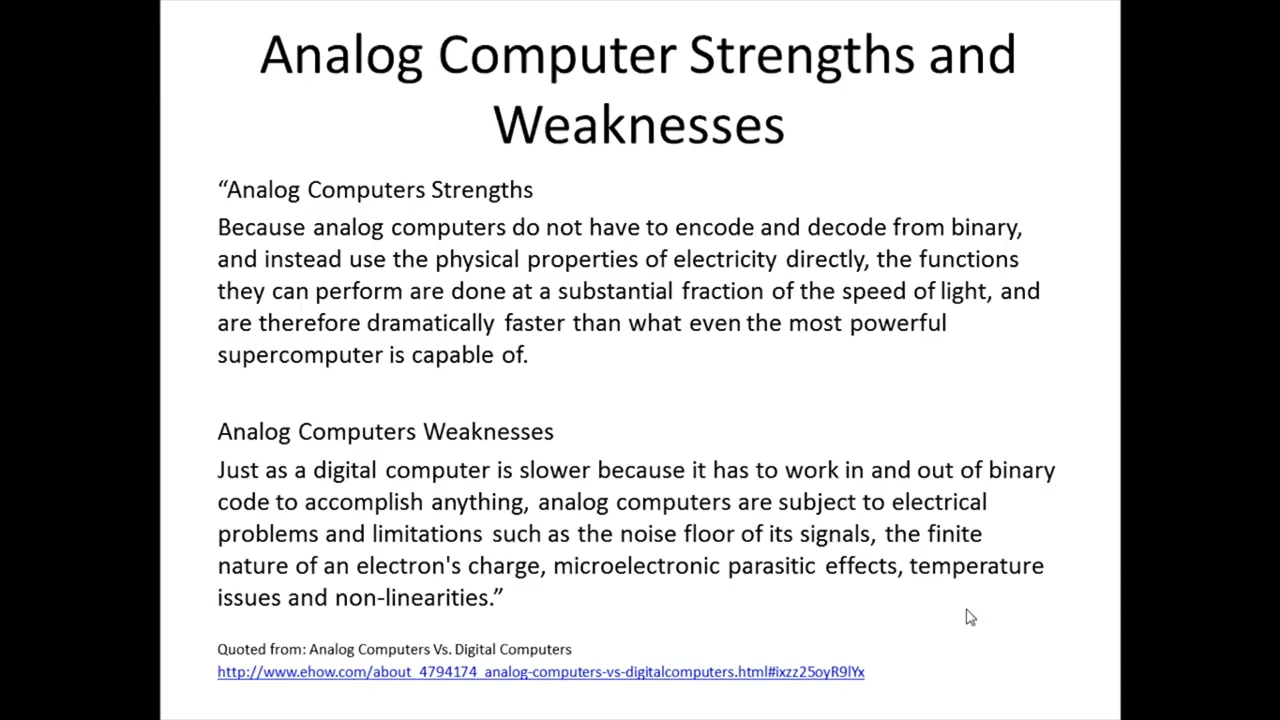 Analog Computer Strengths and
Weaknesses
“Analog Computers Strengths
Because analog computers do not have to encode and decode from binary,
and instead use the physical properties of electricity directly, the functions
they can perform are done at a substantial fraction of the speed of light, and
are therefore dramatically faster than what even the most powerful
supercomputer is capable of.
Analog Computers Weaknesses
Just as a digital computer is slower because it has to work in and out of binary
code to accomplish anything, analog computers are subject to electrical
problems and limitations such as the noise floor of its signals, the finite
nature of an electron's charge, microelectronic parasitic effects, temperature
issues and non-linearities.”
Quoted from: Analog Computers Vs. Digital Computers
http://www.ehow.com/about_4794174_analog-computers-vs-digitalcomputers.html#ixzz25oyR9lYx